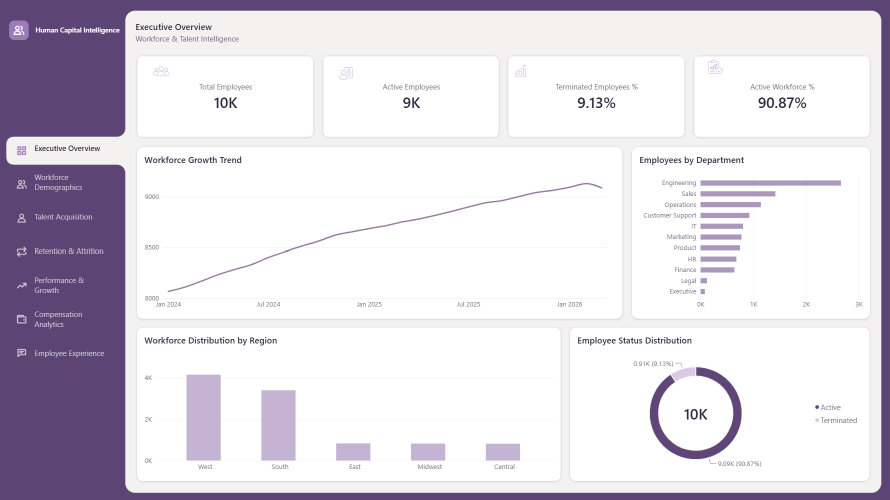 Human Capital Intelligence
Executive Overview
Workforce
Demographics
Talent Acquisition
Retention & Attrition
Performance &
Growth
Compensation
Analytics
Employee Experience
Executive Overview
Workforce & Talent Intelligence
Total Employees
10K
Active Employees
9K
Terminated Employees %
9.13%
Active Workforce %
90.87%
Workforce Growth Trend
9000
8500
8000
Jan 2024 Jul 2024 Jan 2025 Jul 2025 Jan 2026
Employees by Department
Engineering
Sales
Operations
Customer Support
IT
Marketing
Product
HR
Finance
Legal
Executive
0K 1K 2K 3K
Workforce Distribution by Region
4K
2K
0K
West South East Midwest Central
Employee Status Distribution
0.91K (9.13%)
10K
9.09K (90.87%)
Active
Terminated